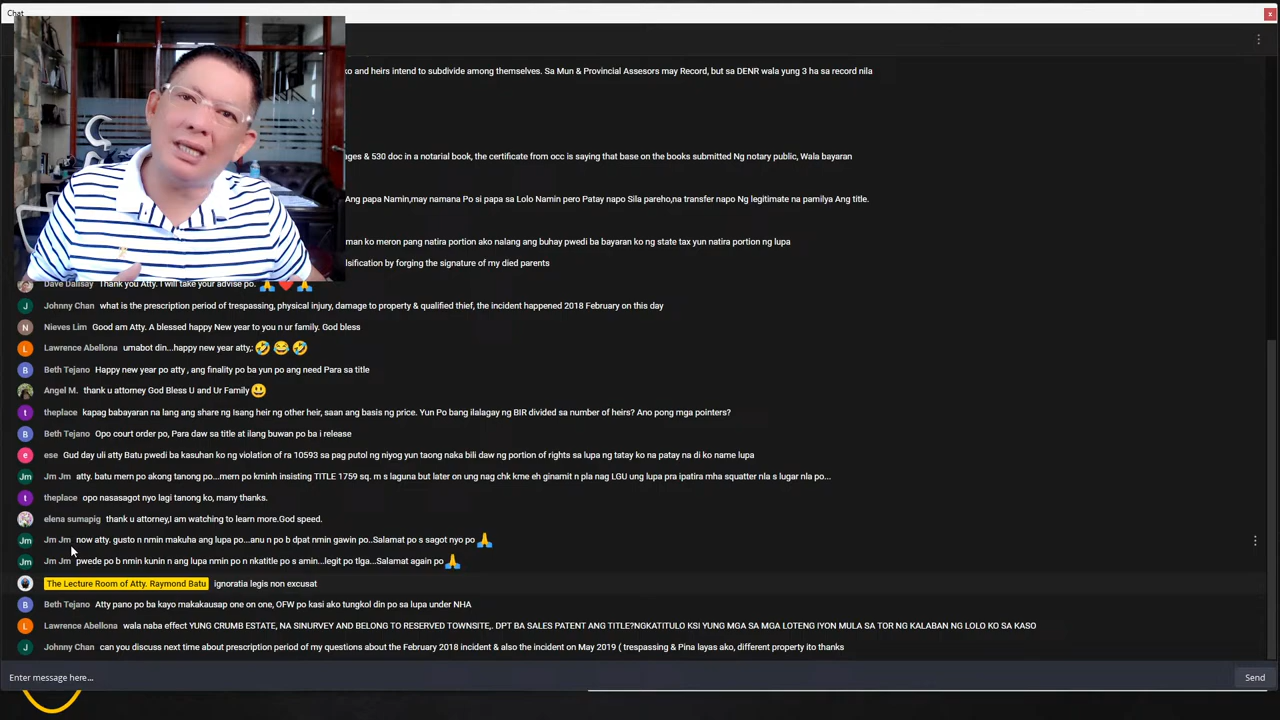 Chat
ko and heirs intend to subdivide among themselves. Sa Mun & Provincial Assesors may Record, but sa DENR wala yung 3 ha sa record nila
ages & 530 doc in a notarial book, the certificate from occ is saying that base on the books submitted Ng notary public, Wala bayaran
Ang papa Namin,may namana Po si papa sa Lolo Namin pero Patay napo Sila pareho,na transfer napo Ng legitimate na pamilya Ang title.
man ko meron pang natira portion ako nalang ang buhay pwedi ba bayaran ko ng state tax yun natira portion ng lupa
alsification by forging the signature of my died parents
Dave Dalisay Thank you Atty. I will take your advise po. 🙏 ❤️ 🙏
J Johnny Chan what is the prescription period of trespassing, physical injury, damage to property & qualified thief, the incident happened 2018 February on this day
N Nieves Lim Good am Atty. A blessed happy New year to you n ur family. God bless
L Lawrence Abellona umabot din...happy new year atty,: 🤣 😂 🤣
B Beth Tejano Happy new year po atty , ang finality po ba yun po ang need Para sa title
Angel M. thank u attorney God Bless U and Ur Family 😃
t theplace kapag babayaran na lang ang share ng Isang heir ng other heir, saan ang basis ng price. Yun Po bang ilalagay ng BIR divided sa number of heirs? Ano pong mga pointers?
B Beth Tejano Opo court order po, Para daw sa title at ilang buwan po ba i release
e ese Gud day uli atty Batu pwedi ba kasuhan ko ng violation of ra 10593 sa pag putol ng niyog yun taong naka bili daw ng portion of rights sa lupa ng tatay ko na patay na di ko name lupa
Jm Jm Jm atty. batu mern po akong tanong po...mern po kminh insisting TITLE 1759 sq. m s laguna but later on ung nag chk kme eh ginamit n pla nag LGU ung lupa pra ipatira mha squatter nla s lugar nla po...
t theplace opo nasasagot nyo lagi tanong ko, many thanks.
elena sumapig thank u attorney,I am watching to learn more.God speed.
Jm Jm Jm now atty. gusto n nmin makuha ang lupa po...anu n po b dpat nmin gawin po..Salamat po s sagot nyo po 🙏
Jm Jm Jm pwede po b nmin kunin n ang lupa nmin po n nkatitle po s amin...legit po tlga...Salamat again po 🙏
The Lecture Room of Atty. Raymond Batu ignoratia legis non excusat
B Beth Tejano Atty pano po ba kayo makakausap one on one, OFW po kasi ako tungkol din po sa lupa under NHA
L Lawrence Abellona wala naba effect YUNG CRUMB ESTATE, NA SINURVEY AND BELONG TO RESERVED TOWNSITE,. DPT BA SALES PATENT ANG TITLE?NGKATITULO KSI YUNG MGA SA MGA LOTENG IYON MULA SA TOR NG KALABAN NG LOLO KO SA KASO
J Johnny Chan can you discuss next time about prescription period of my questions about the February 2018 incident & also the incident on May 2019 ( trespassing & Pina layas ako, different property ito thanks
Enter message here... Send